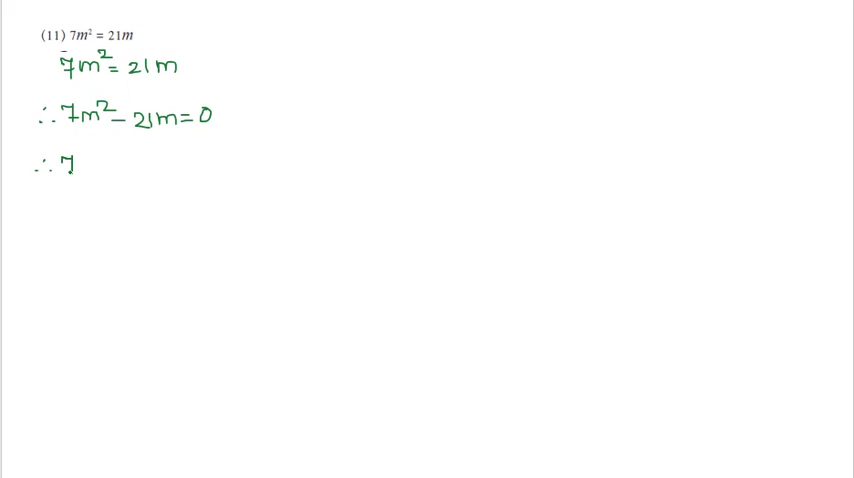 (11) 7m² = 21m
7m² = 21m
∴ 7m² - 21m = 0
∴ 7